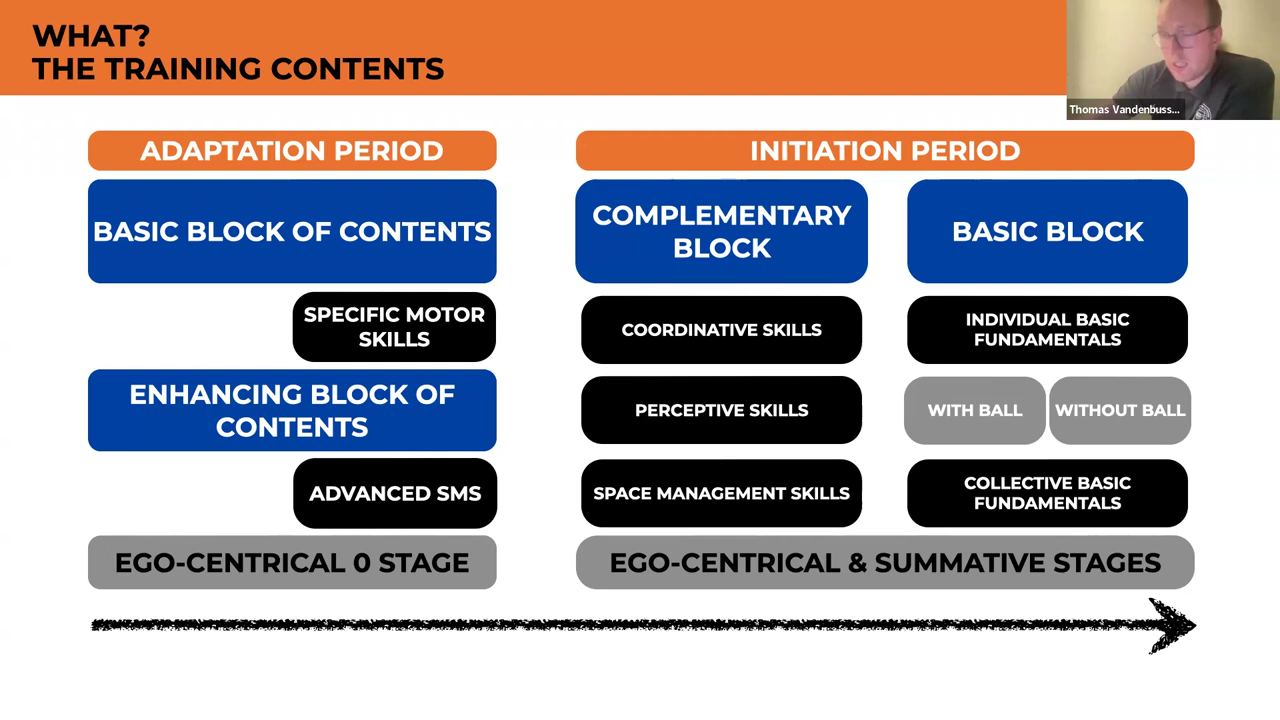 WHAT?
THE TRAINING CONTENTS
Thomas Vandenbuss...
ADAPTATION PERIOD
BASIC BLOCK OF CONTENTS
SPECIFIC MOTOR
SKILLS
ENHANCING BLOCK OF
CONTENTS
ADVANCED SMS
EGO-CENTRICAL 0 STAGE
INITIATION PERIOD
COMPLEMENTARY
BLOCK
COORDINATIVE SKILLS
PERCEPTIVE SKILLS
SPACE MANAGEMENT SKILLS
BASIC BLOCK
INDIVIDUAL BASIC
FUNDAMENTALS
WITH BALL
WITHOUT BALL
COLLECTIVE BASIC
FUNDAMENTALS
EGO-CENTRICAL & SUMMATIVE STAGES